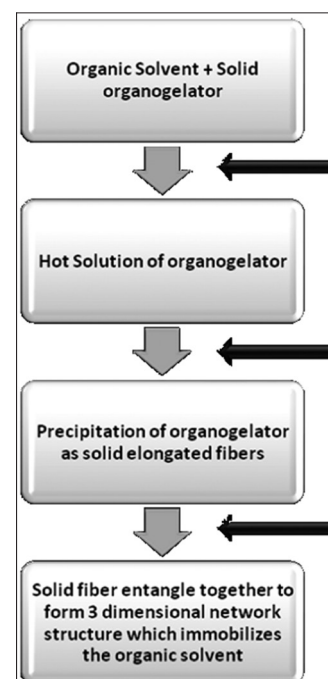 Organic Solvent + Solid
organogelator
Hot Solution of organogelator
Precipitation of organogelator
as solid elongated fibers
Solid fiber entangle together to
form 3 dimensional network
structure which immobilizes
the organic solvent